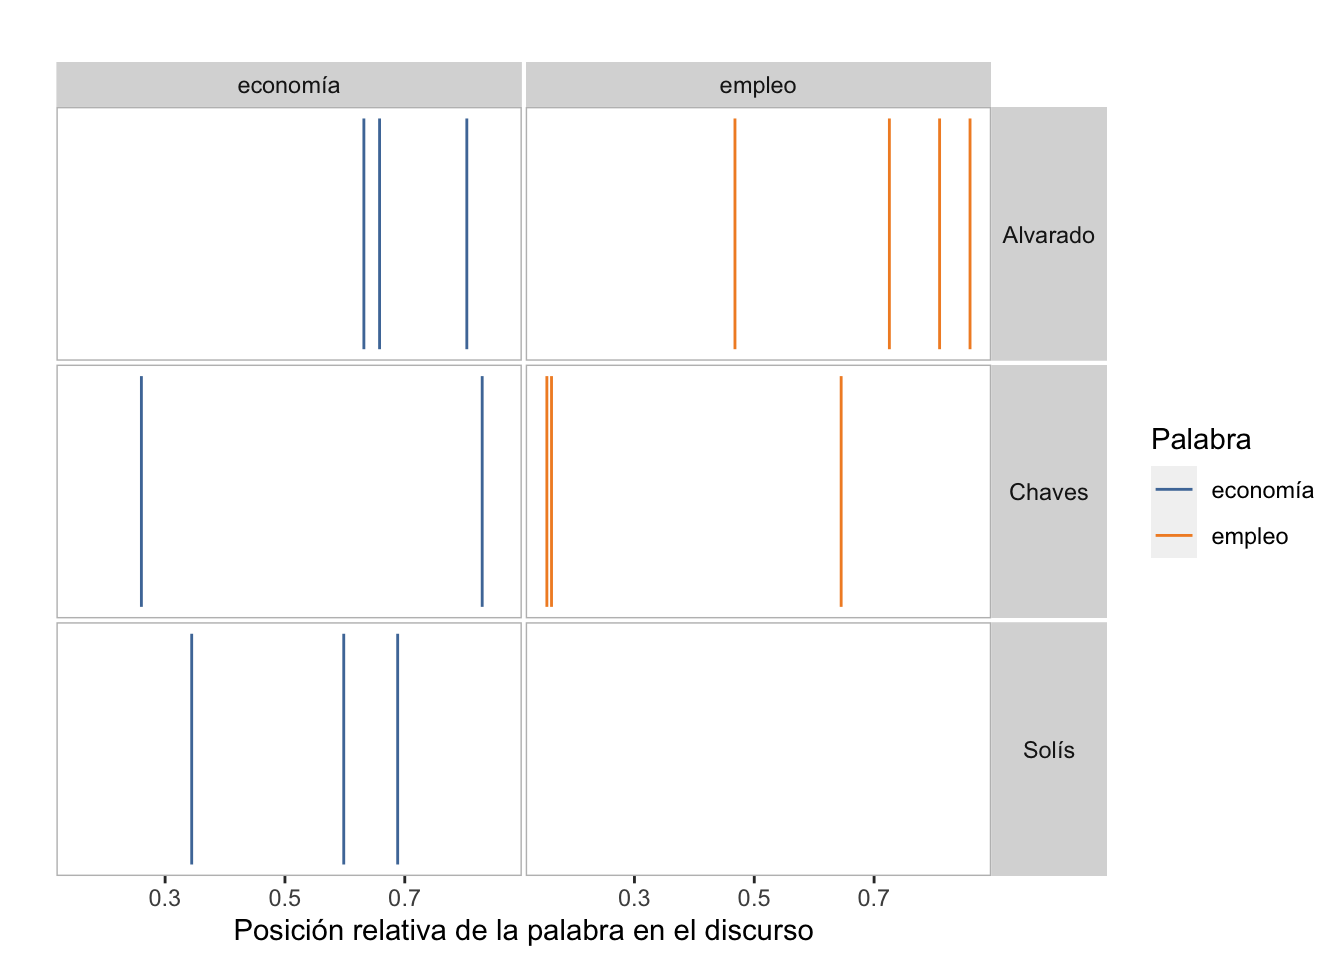 economía empleo
Alvarado
Chaves
Solís
Palabra
economía
empleo
0.3 0.5 0.7 0.3 0.5 0.7
Posición relativa de la palabra en el discurso